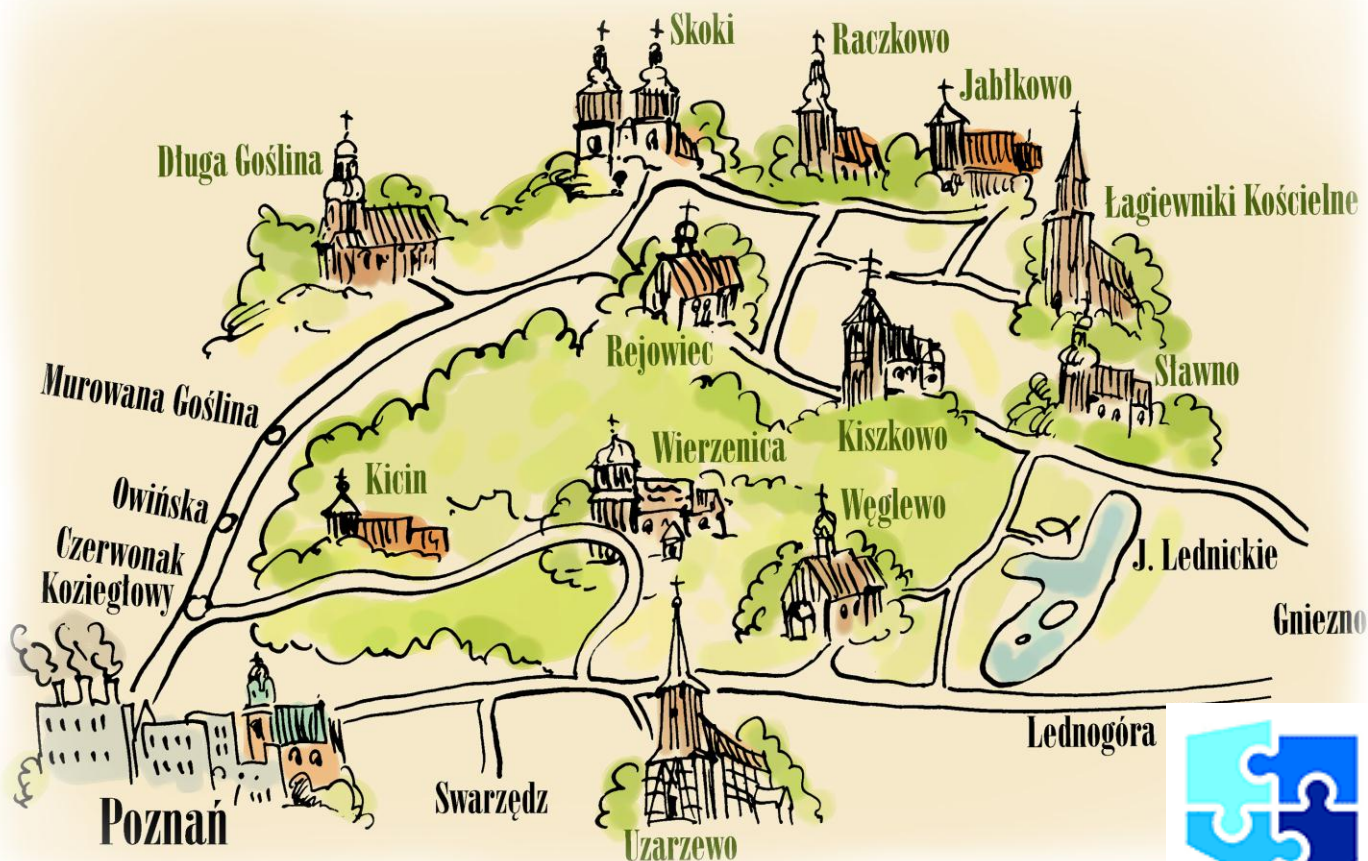 Skoki
Raczkowo
Jabłkowo
Długa Goślina
Łagiewniki Kościelne
Rejowiec
Sławno
Murowana Goślina
Kiszkowo
Wierzenica
Kicin
Owińska
Węglewo
Czerwonak
Koziegłowy
J. Lednickie
Gniezno
Lednogóra
Swarzędz
Poznań
Uzarzewo